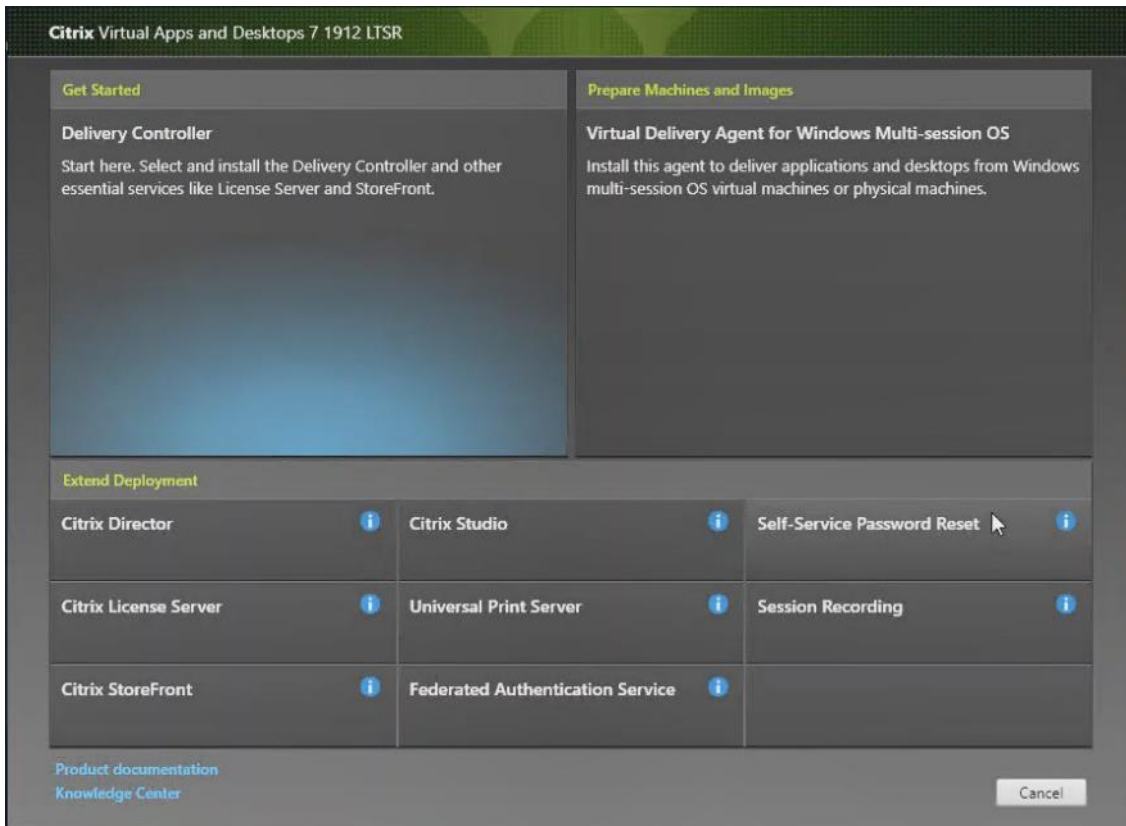 Citrix Virtual Apps and Desktops 7 1912 LTSR
Get Started
Delivery Controller
Start here. Select and install the Delivery Controller and other
essential services like License Server and StoreFront.
Prepare Machines and Images
Virtual Delivery Agent for Windows Multi-session OS
Install this agent to deliver applications and desktops from Windows
multi-session OS virtual machines or physical machines.
Extend Deployment
Citrix Director
Citrix Studio
Self-Service Password Reset
Citrix License Server
Universal Print Server
Session Recording
Citrix StoreFront
Federated Authentication Service
Product documentation
Knowledge Center
Cancel